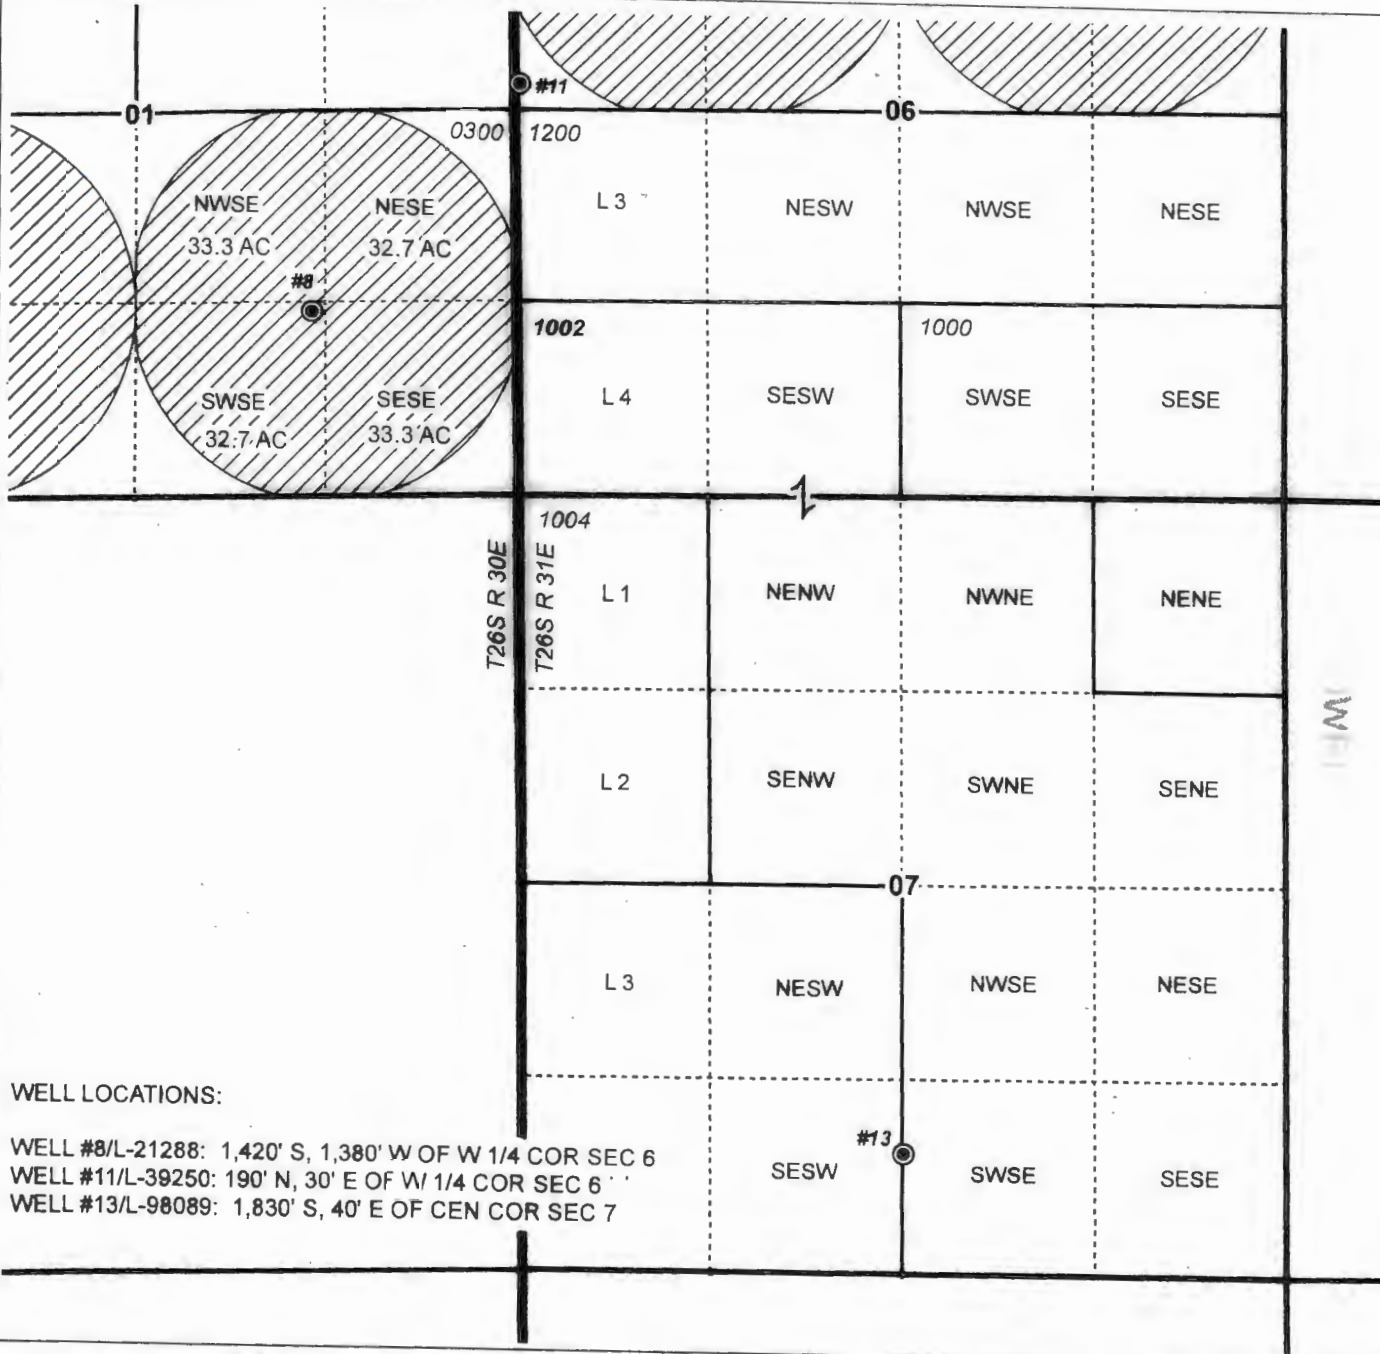 #11
01
06
0300 1200
NWSE NESE
33.3 AC 32.7 AC
#8
SWSE SESE
32.7 AC 33.3 AC
L 3 NESW NWSE NESE
1002 1000
L 4 SESW SWSE SESE
1004
T26S R 30E
T26S R 31E
L 1 NENW NWNE NENE
L 2 SENW SWNE SENE
07
L 3 NESW NWSE NESE
#13
SESW SWSE SESE
WELL LOCATIONS:
WELL #8/L-21288: 1,420' S, 1,380' W OF W 1/4 COR SEC 6
WELL #11/L-39250: 190' N, 30' E OF W 1/4 COR SEC 6
WELL #13/L-98089: 1,830' S, 40' E OF CEN COR SEC 7